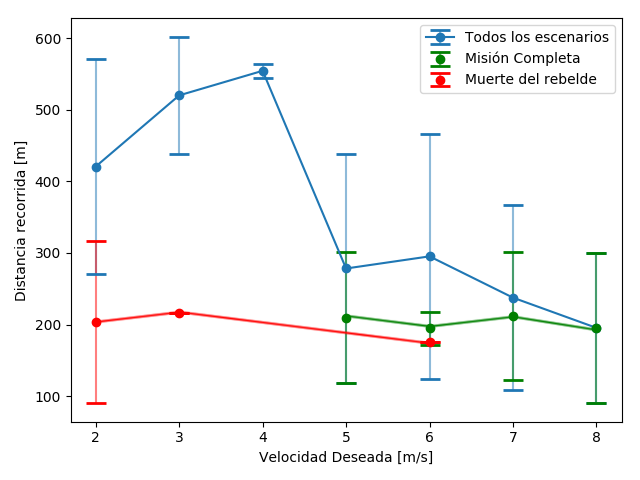 Todos los escenarios
Misión Completa
Muerte del rebelde
600
500
400
300
200
100
Distancia recorrida [m]
2 3 4 5 6 7 8
Velocidad Deseada [m/s]